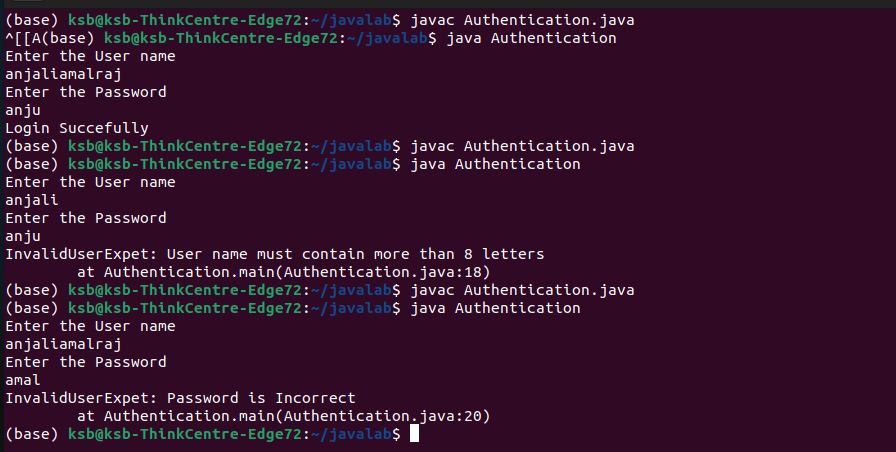 (base) ksb@ksb-ThinkCentre-Edge72:~/javalab$ javac Authentication.java
^[[A(base) ksb@ksb-ThinkCentre-Edge72:~/javalab$ java Authentication
Enter the User name
anjaliamalraj
Enter the Password
anju
Login Succefully
(base) ksb@ksb-ThinkCentre-Edge72:~/javalab$ javac Authentication.java
(base) ksb@ksb-ThinkCentre-Edge72:~/javalab$ java Authentication
Enter the User name
anjali
Enter the Password
anju
InvalidUserExpet: User name must contain more than 8 letters
        at Authentication.main(Authentication.java:18)
(base) ksb@ksb-ThinkCentre-Edge72:~/javalab$ javac Authentication.java
(base) ksb@ksb-ThinkCentre-Edge72:~/javalab$ java Authentication
Enter the User name
anjaliamalraj
Enter the Password
amal
InvalidUserExpet: Password is Incorrect
        at Authentication.main(Authentication.java:20)
(base) ksb@ksb-ThinkCentre-Edge72:~/javalab$